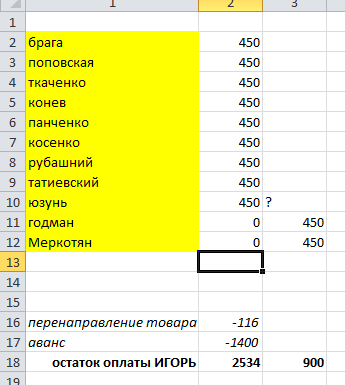 1 2 3
1
2 брага 450
3 поповская 450
4 ткаченко 450
5 конев 450
6 панченко 450
7 косенко 450
8 рубашний 450
9 татиевский 450
10 юзунь 450 ?
11 годман 0 450
12 Меркотян 0 450
13
14
15
16 перенаправление товара -116
17 аванс -1400
18 остаток оплаты ИГОРЬ 2534 900
19